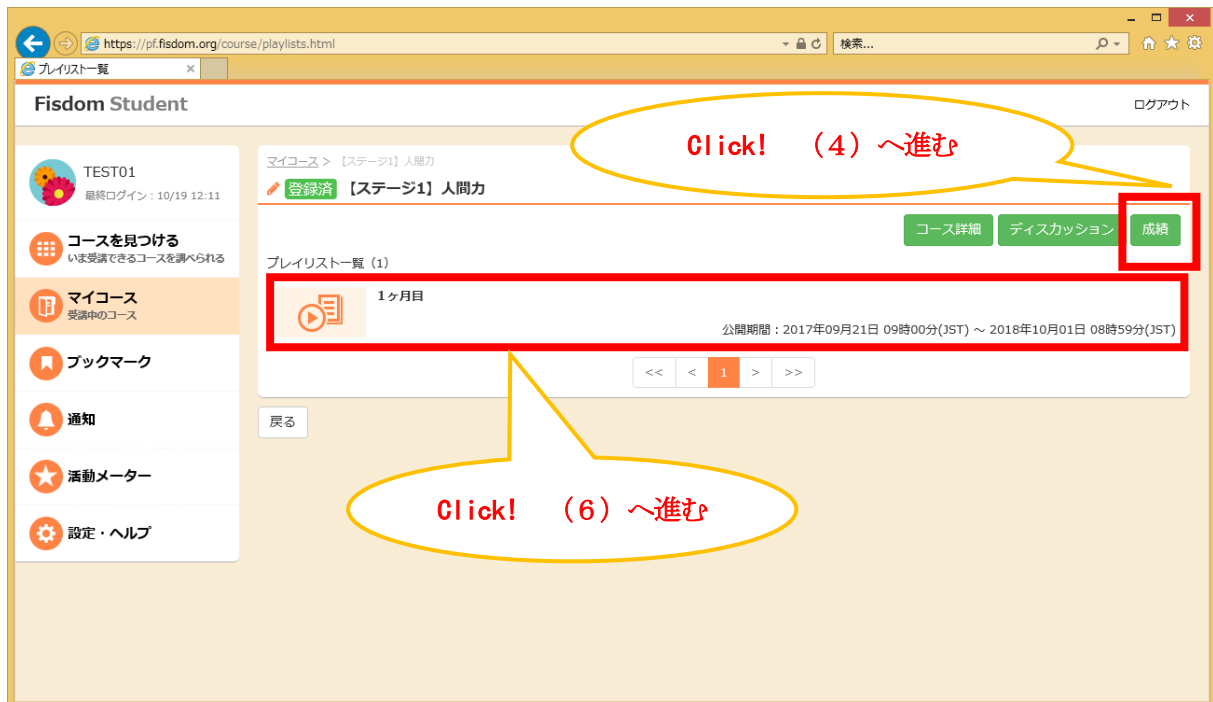 https://pf.fisdom.org/course/playlists.html
検索...
プレイリスト一覧
Fisdom Student
ログアウト
Click! （４）へ進む
TEST01
最終ログイン : 10/19 12:11
マイコース > 【ステージ1】人間力
登録済 【ステージ1】人間力
コースを見つける
いま受講できるコースを調べられる
マイコース
受講中のコース
ブックマーク
通知
活動メーター
設定・ヘルプ
コース詳細 ディスカッション 成績
プレイリスト一覧（1）
1ヶ月目
公開期間：2017年09月21日 09時00分(JST) ～ 2018年10月01日 08時59分(JST)
<< < 1 > >>
戻る
Click! （６）へ進む